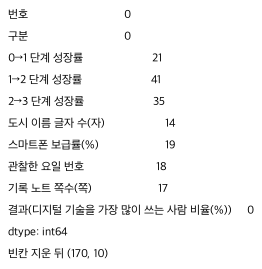 번호 0
구분 0
0→1 단계 성장률 21
1→2 단계 성장률 41
2→3 단계 성장률 35
도시 이름 글자 수(자) 14
스마트폰 보급률(%) 19
관찰한 요일 번호 18
기록 노트 쪽수(쪽) 17
결과(디지털 기술을 가장 많이 쓰는 사람 비율(%)) 0
dtype: int64
빈칸 지운 뒤 (170, 10)